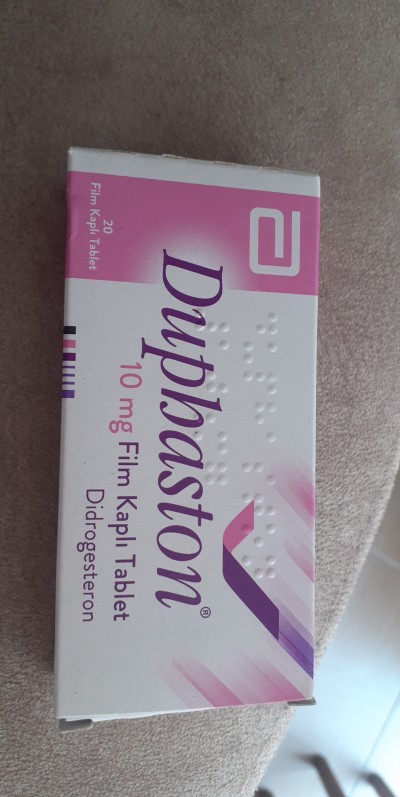 20
Film Kaplı Tablet
Duphaston®
10 mg Film Kaplı Tablet
Didrogesteron